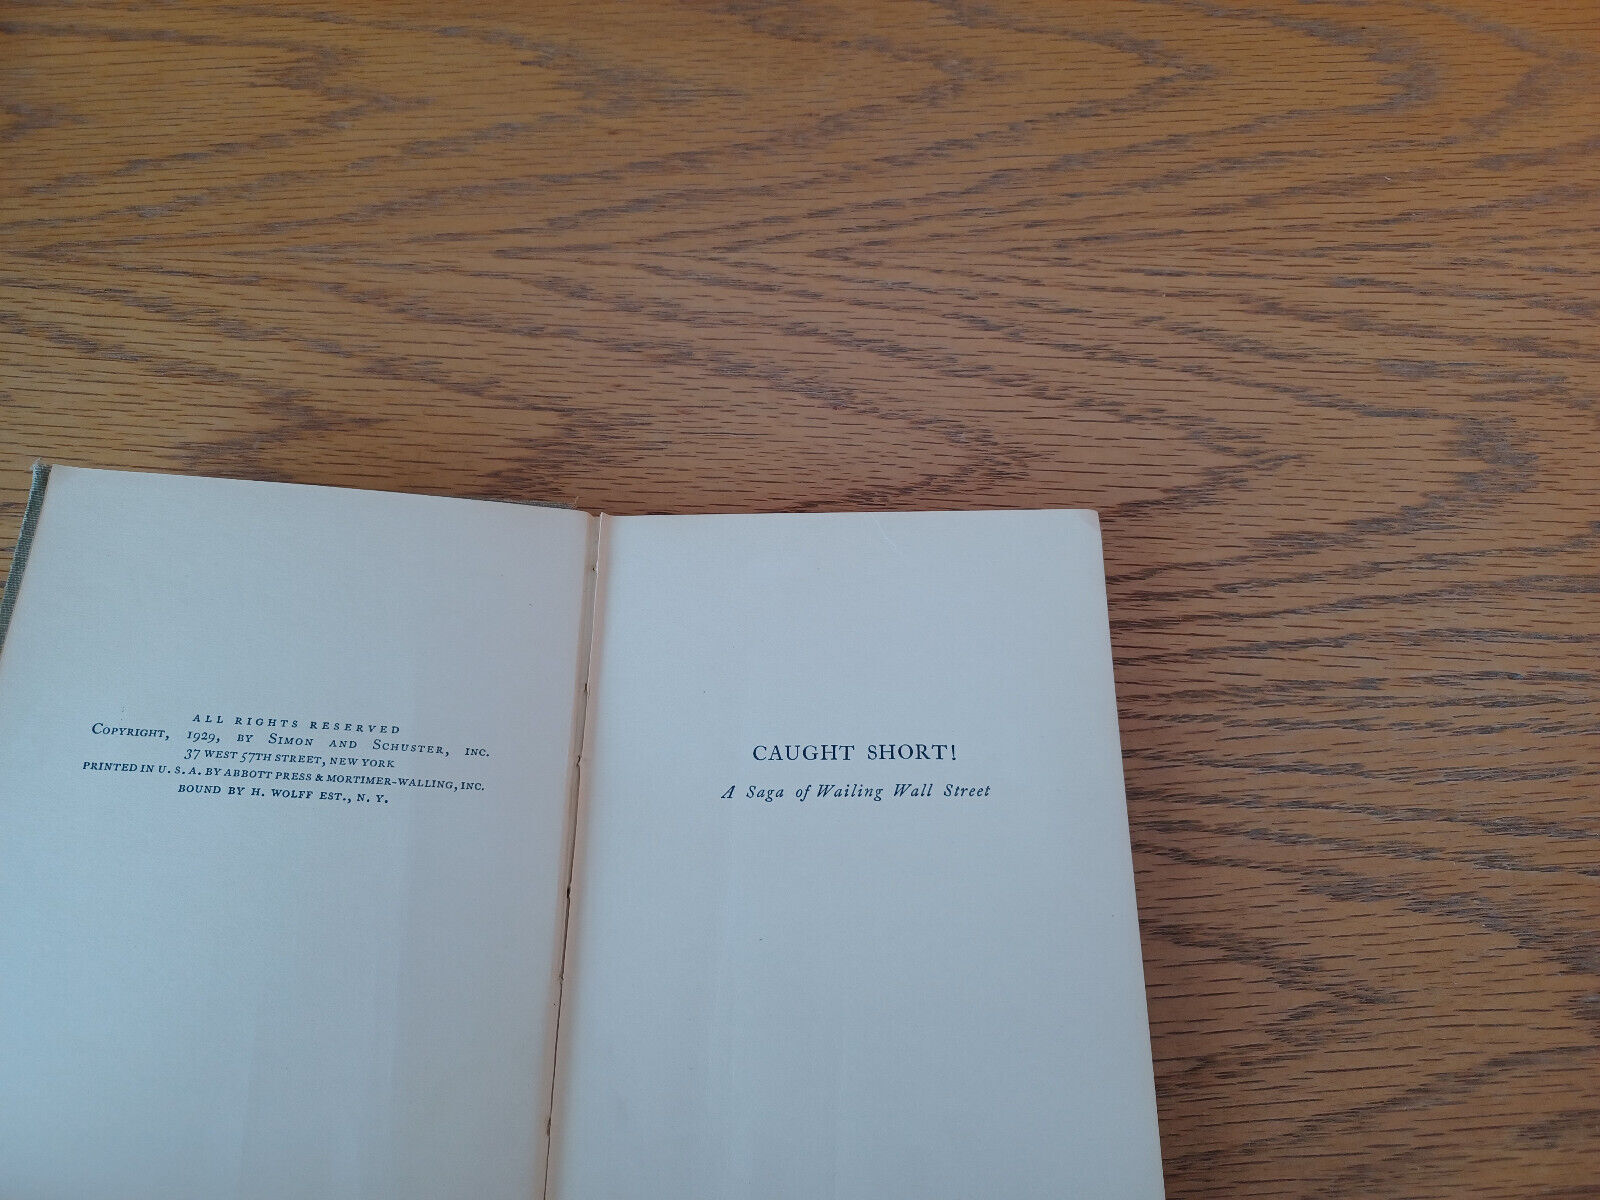 ALL RIGHTS RESERVED
COPYRIGHT, 1929, BY SIMON AND SCHUSTER, INC.
37 WEST 57TH STREET, NEW YORK
PRINTED IN U. S. A. BY ABBOTT PRESS & MORTIMER-WALLING, INC.
BOUND BY H. WOLFF EST., N. Y.
CAUGHT SHORT!
A Saga of Wailing Wall Street